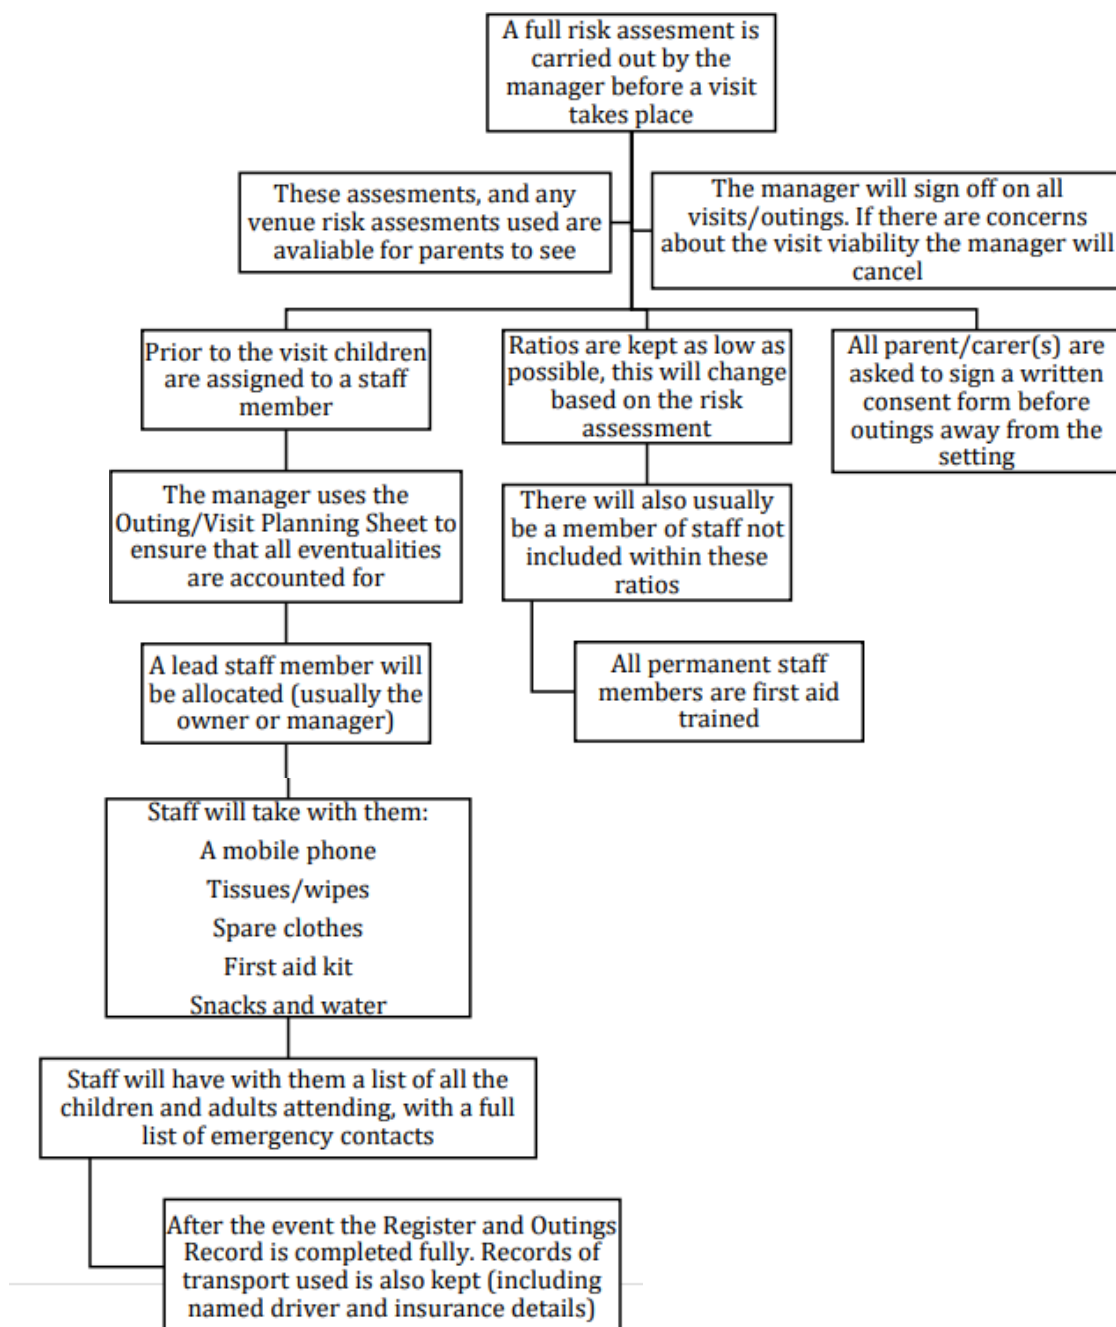 A full risk assesment is
carried out by the
manager before a visit
takes place
These assesments, and any
venue risk assesments used are
avaliable for parents to see
The manager will sign off on all
visits/outings. If there are concerns
about the visit viability the manager will
cancel
Prior to the visit children
are assigned to a staff
member
Ratios are kept as low as
possible, this will change
based on the risk
assessment
All parent/carer(s) are
asked to sign a written
consent form before
outings away from the
setting
The manager uses the
Outing/Visit Planning Sheet to
ensure that all eventualities
are accounted for
There will also usually
be a member of staff not
included within these
ratios
A lead staff member will
be allocated (usually the
owner or manager)
All permanent staff
members are first aid
trained
Staff will take with them:
A mobile phone
Tissues/wipes
Spare clothes
First aid kit
Snacks and water
Staff will have with them a list of all the
children and adults attending, with a full
list of emergency contacts
After the event the Register and Outings
Record is completed fully. Records of
transport used is also kept (including
named driver and insurance details)